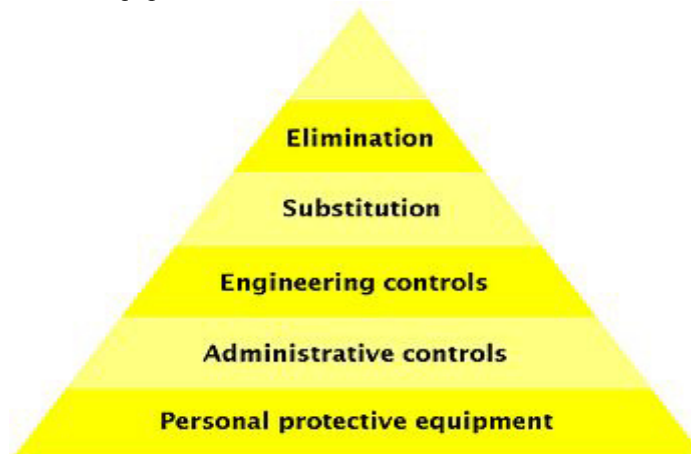 Elimination
Substitution
Engineering controls
Administrative controls
Personal protective equipment